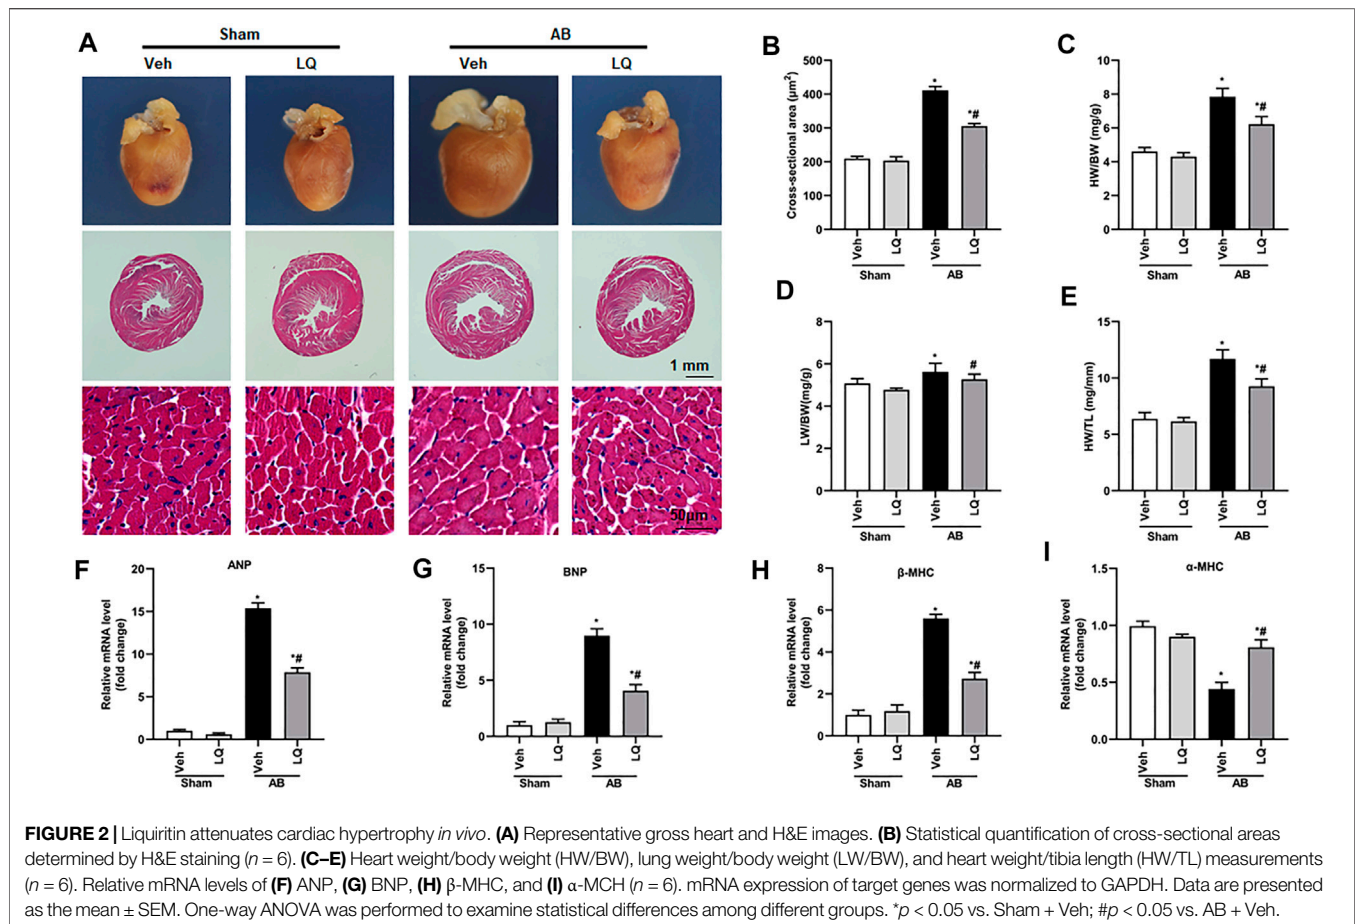 A
Sham
AB
Veh
LQ
Veh
LQ
1 mm
50μm
B
Cross-sectional area (μm²)
500
400
300
200
100
0
*
*#
Veh
LQ
Veh
LQ
Sham
AB
C
HW/BW (mg/g)
10
8
6
4
2
0
*
*#
Veh
LQ
Veh
LQ
Sham
AB
D
LW/BW(mg/g)
8
6
4
2
0
*
#
Veh
LQ
Veh
LQ
Sham
AB
E
HW/TL (mg/mm)
15
10
5
0
*
*#
Veh
LQ
Veh
LQ
Sham
AB
F
ANP
Relative mRNA level
(fold change)
20
15
10
5
0
*
*#
Veh
LQ
Veh
LQ
Sham
AB
G
BNP
Relative mRNA level
(fold change)
15
10
5
0
*
*#
Veh
LQ
Veh
LQ
Sham
AB
H
β-MHC
Relative mRNA level
(fold change)
8
6
4
2
0
*
*#
Veh
LQ
Veh
LQ
Sham
AB
I
α-MHC
Relative mRNA level
(fold change)
1.5
1.0
0.5
0.0
*
*#
Veh
LQ
Veh
LQ
Sham
AB
FIGURE 2 | Liquiritin attenuates cardiac hypertrophy in vivo. (A) Representative gross heart and H&E images. (B) Statistical quantification of cross-sectional areas
determined by H&E staining (n = 6). (C–E) Heart weight/body weight (HW/BW), lung weight/body weight (LW/BW), and heart weight/tibia length (HW/TL) measurements
(n = 6). Relative mRNA levels of (F) ANP, (G) BNP, (H) β-MHC, and (I) α-MCH (n = 6). mRNA expression of target genes was normalized to GAPDH. Data are presented
as the mean ± SEM. One-way ANOVA was performed to examine statistical differences among different groups. *p < 0.05 vs. Sham + Veh; #p < 0.05 vs. AB + Veh.